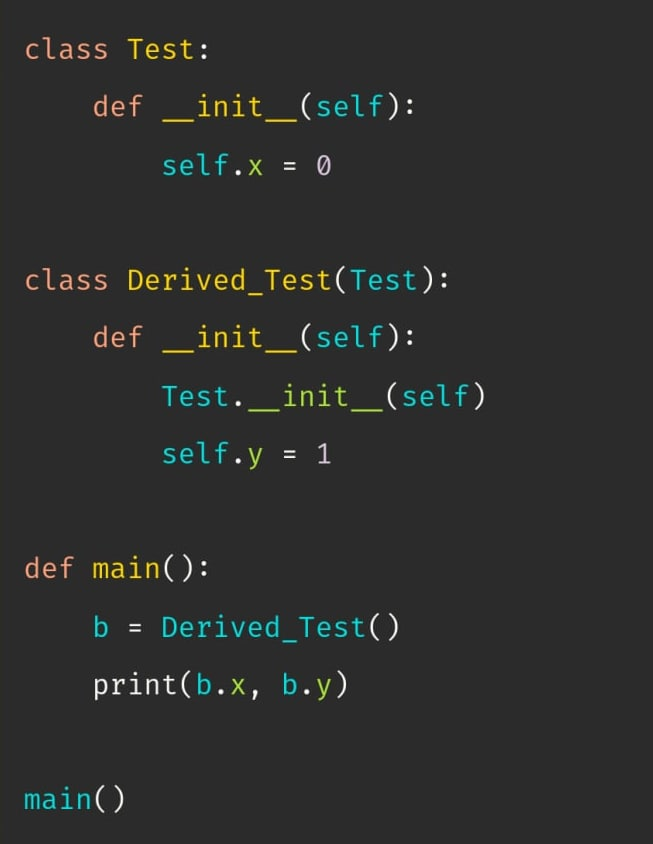 class Test:
    def __init__(self):
        self.x = 0
class Derived_Test(Test):
    def __init__(self):
        Test.__init__(self)
        self.y = 1
def main():
    b = Derived_Test()
    print(b.x, b.y)
main()